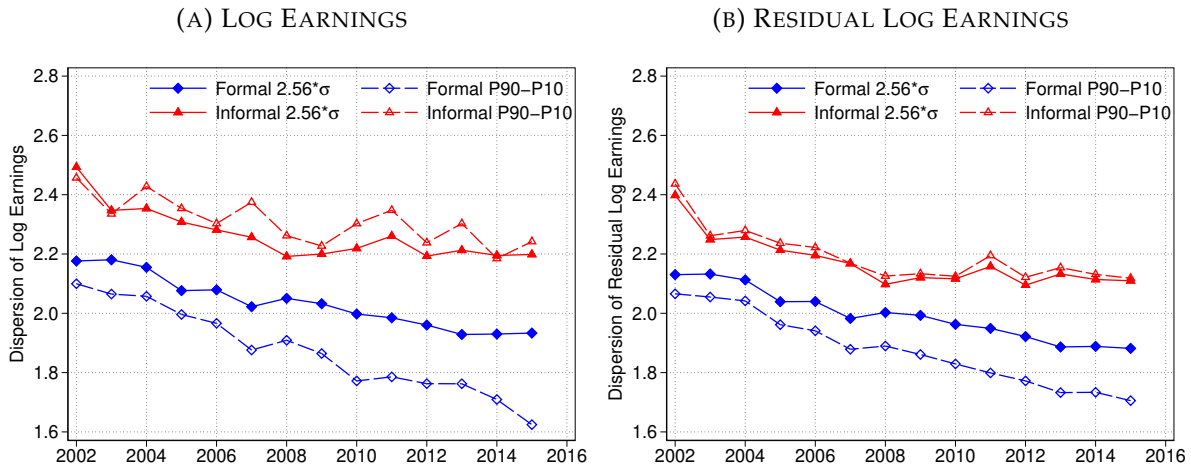 (A) LOG EARNINGS
Dispersion of Log Earnings
2.8
2.6
2.4
2.2
2.0
1.8
1.6
Formal 2.56*σ
Formal P90−P10
Informal 2.56*σ
Informal P90−P10
2002 2004 2006 2008 2010 2012 2014 2016
(B) RESIDUAL LOG EARNINGS
Dispersion of Residual Log Earnings
2.8
2.6
2.4
2.2
2.0
1.8
1.6
Formal 2.56*σ
Formal P90−P10
Informal 2.56*σ
Informal P90−P10
2002 2004 2006 2008 2010 2012 2014 2016